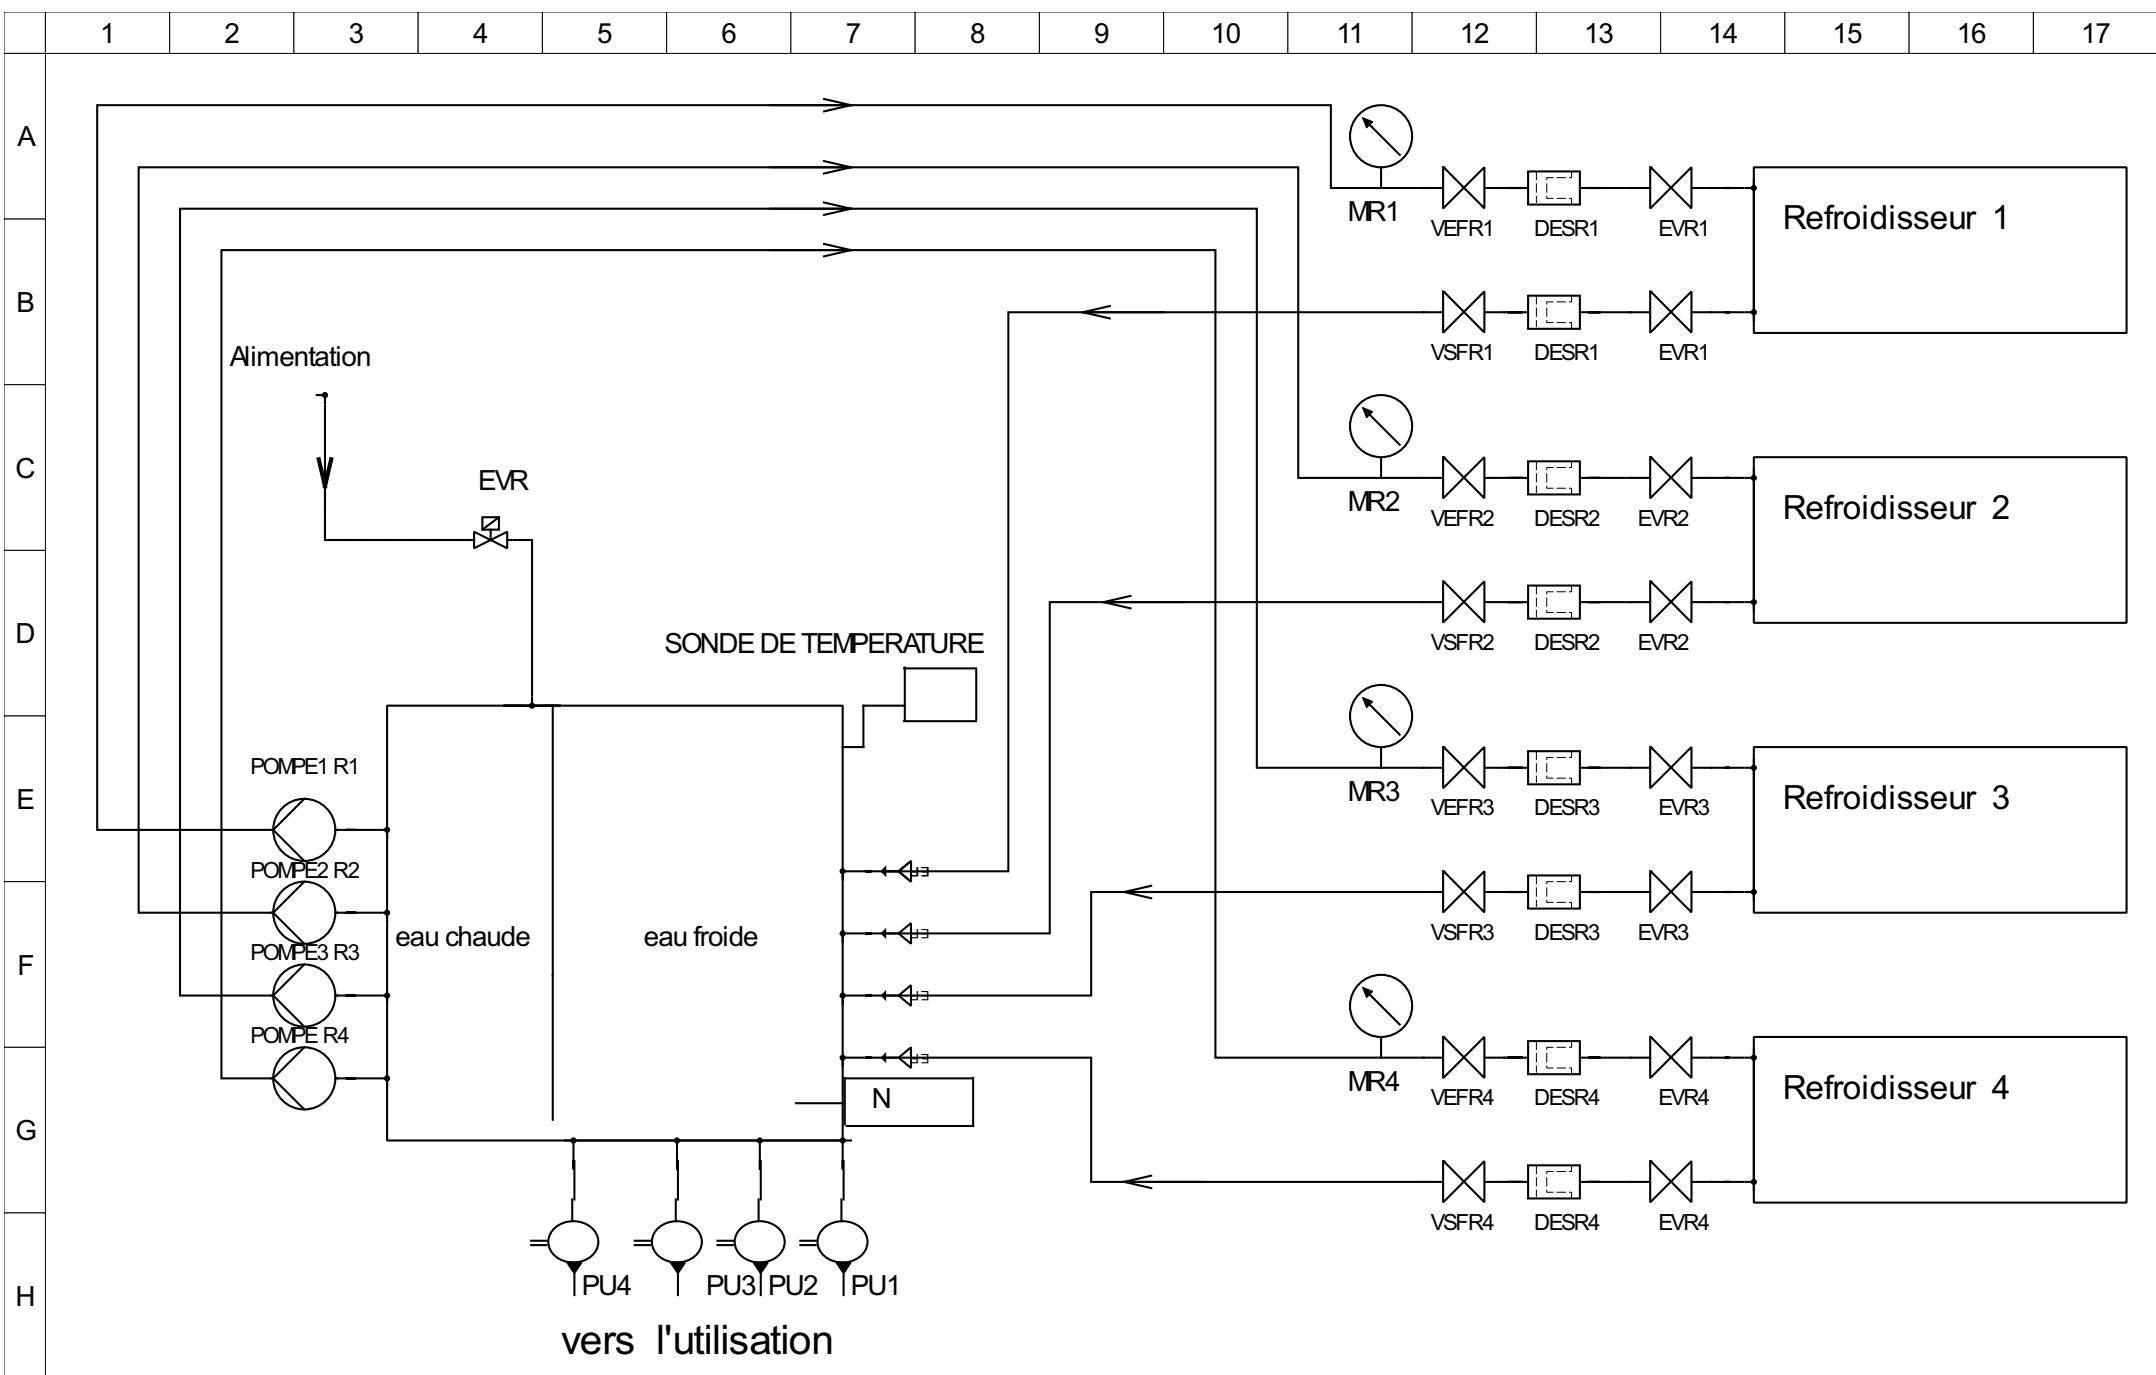 1 2 3 4 5 6 7 8 9 10 11 12 13 14 15 16 17
A
MR1
VEFR1 DESR1 EVR1
Refroidisseur 1
B
VSFR1 DESR1 EVR1
Alimentation
C
EVR
MR2
VEFR2 DESR2 EVR2
Refroidisseur 2
D
VSFR2 DESR2 EVR2
SONDE DE TEMPERATURE
E
POMPE1 R1
MR3
VEFR3 DESR3 EVR3
Refroidisseur 3
POMPE2 R2
F
eau chaude
eau froide
VSFR3 DESR3 EVR3
POMPE3 R3
POMPE R4
MR4
VEFR4 DESR4 EVR4
Refroidisseur 4
G
N
VSFR4 DESR4 EVR4
H
PU4 PU3 PU2 PU1
vers l'utilisation